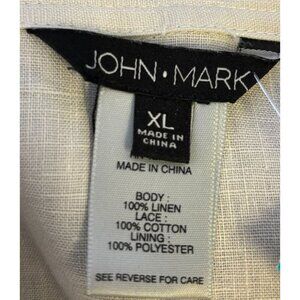 JOHN • MARK
XL
MADE IN
CHINA
MADE IN CHINA
BODY :
100% LINEN
LACE :
100% COTTON
LINING :
100% POLYESTER
SEE REVERSE FOR CARE